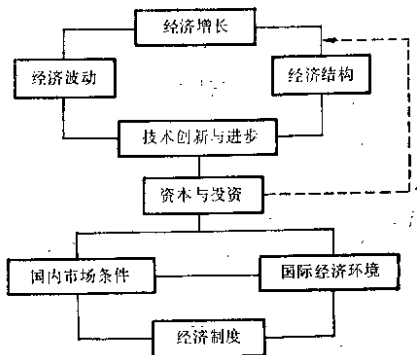 经济增长
经济波动
经济结构
技术创新与进步
资本与投资
国内市场条件
国际经济环境
经济制度